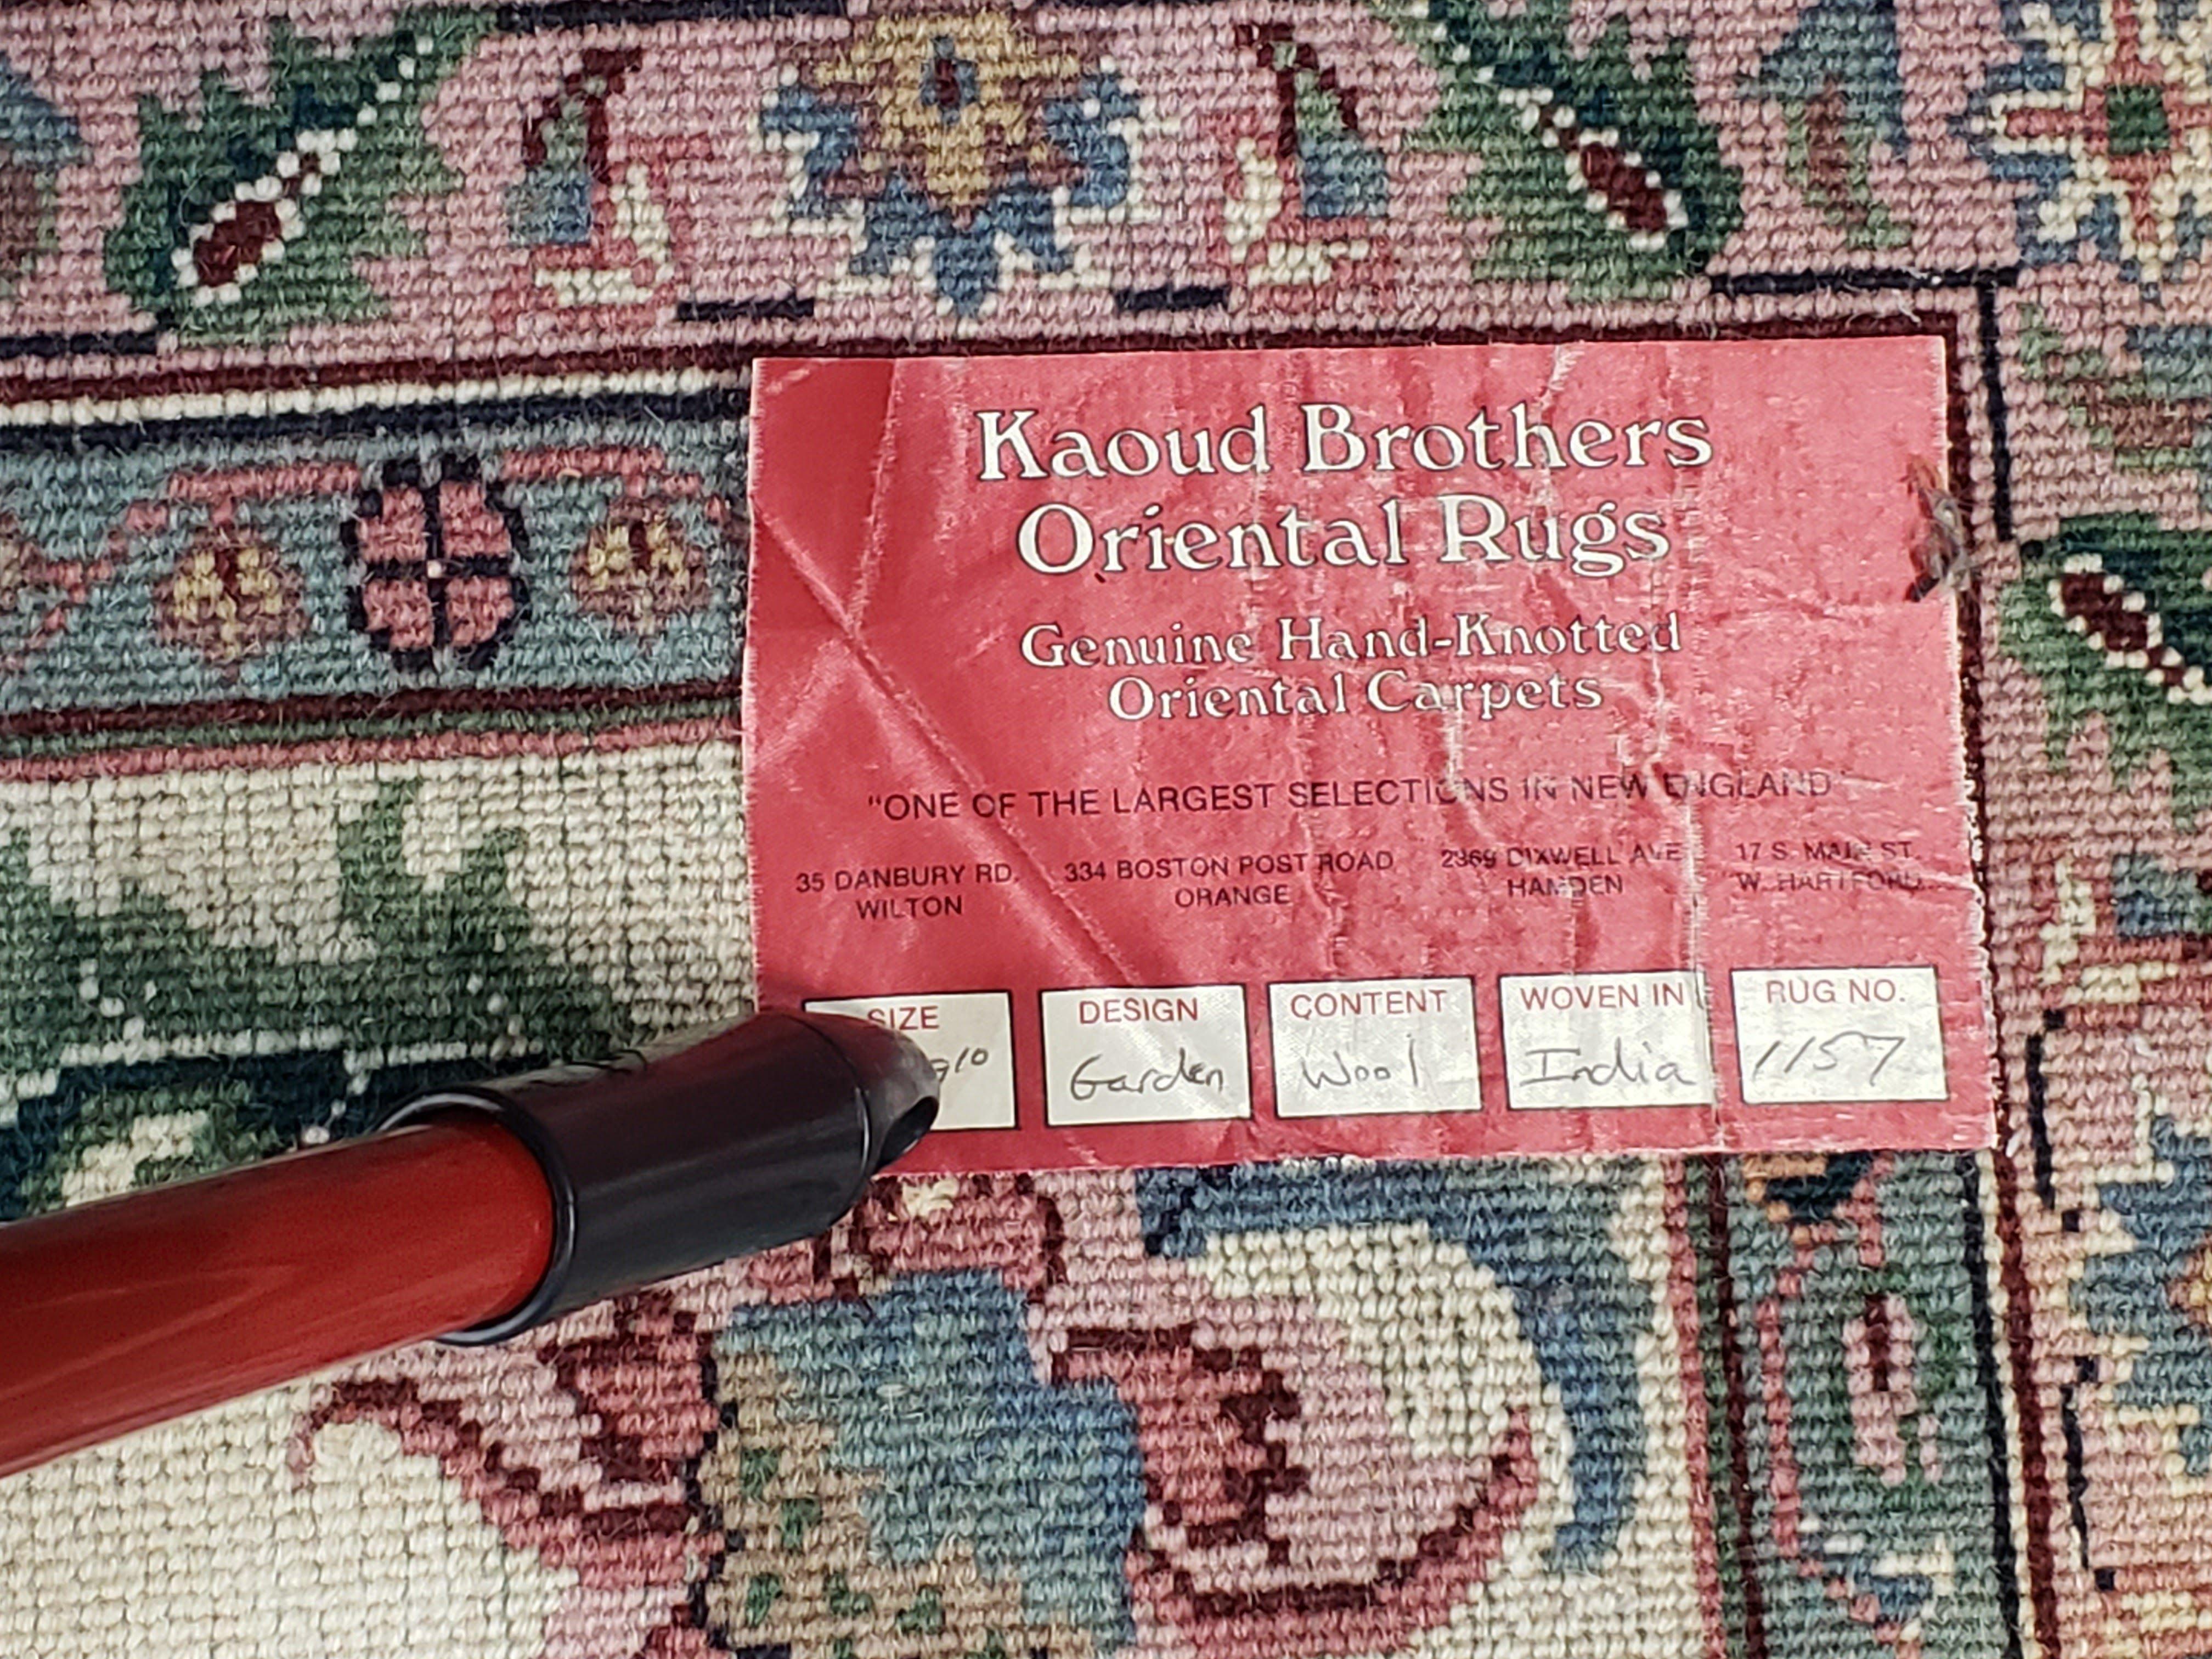 Kaoud Brothers
Oriental Rugs
Genuine Hand-Knotted
Oriental Carpets
"ONE OF THE LARGEST SELECTIONS IN NEW ENGLAND"
35 DANBURY RD. 334 BOSTON POST ROAD 2369 DIXWELL AVE. 17 S. MAIN ST.
WILTON ORANGE HAMDEN W. HARTFORD
SIZE DESIGN CONTENT WOVEN IN RUG NO.
Garden Wool India 1157